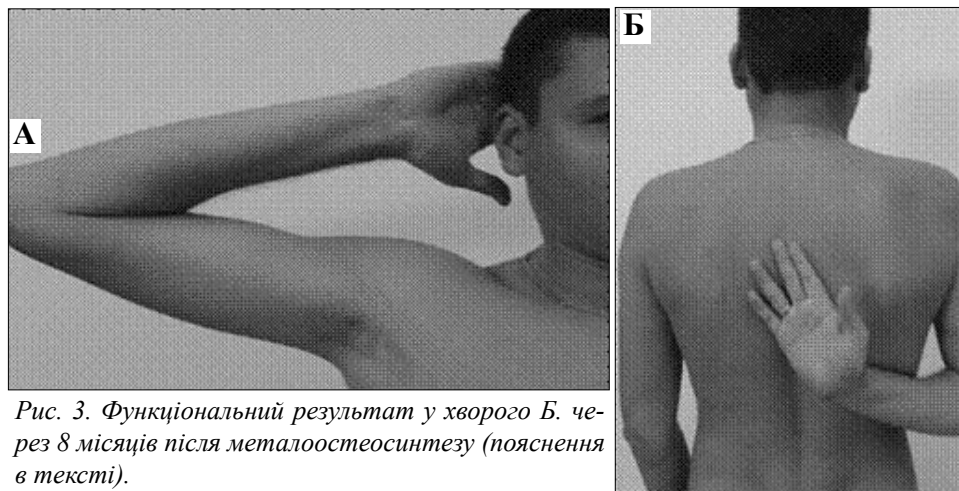 А
Б
Рис. 3. Функціональний результат у хворого Б. че-
рез 8 місяців після металоостеосинтезу (пояснення
в тексті).